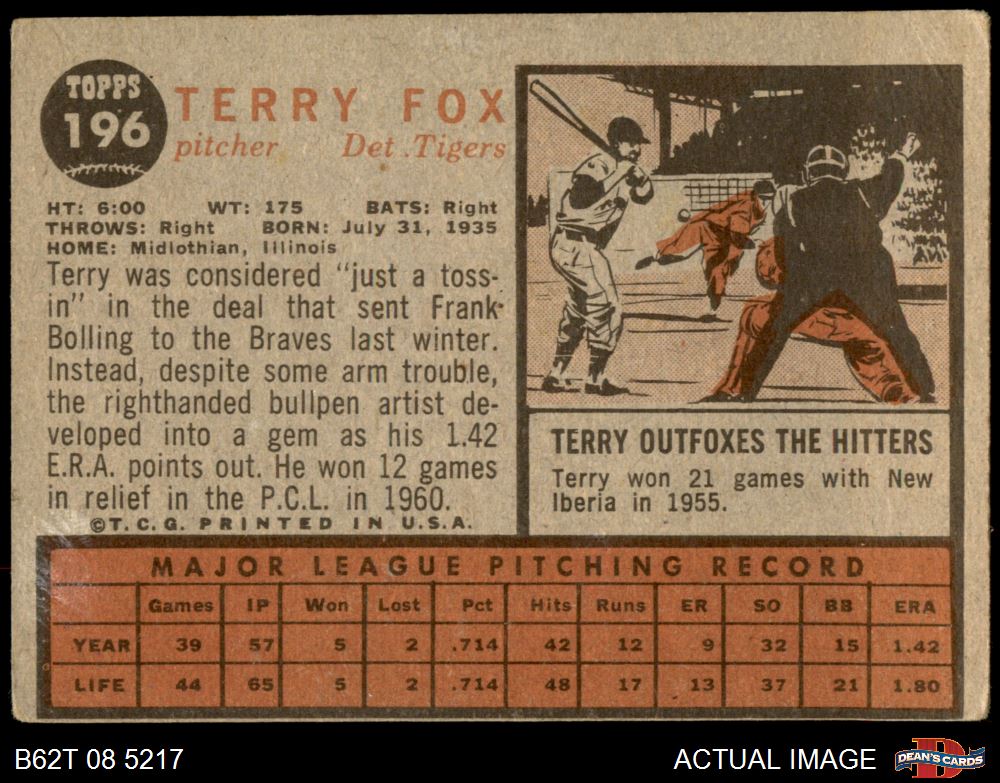 TOPPS
196
TERRY FOX
pitcher Det .Tigers
HT: 6:00 WT: 175 BATS: Right
THROWS: Right BORN: July 31, 1935
HOME: Midlothian, Illinois
Terry was considered "just a toss-
in" in the deal that sent Frank
Bolling to the Braves last winter.
Instead, despite some arm trouble,
the righthanded bullpen artist de-
veloped into a gem as his 1.42
E.R.A. points out. He won 12 games
in relief in the P.C.L. in 1960.
©T.C.G. PRINTED IN U.S.A.
TERRY OUTFOXES THE HITTERS
Terry won 21 games with New
Iberia in 1955.
MAJOR LEAGUE PITCHING RECORD
Games IP Won Lost Pct Hits Runs ER SO BB ERA
YEAR 39 57 5 2 .714 42 12 9 32 15 1.42
LIFE 44 65 5 2 .714 48 17 13 37 21 1.80
B62T 08 5217
ACTUAL IMAGE
D
DEAN'S CARDS